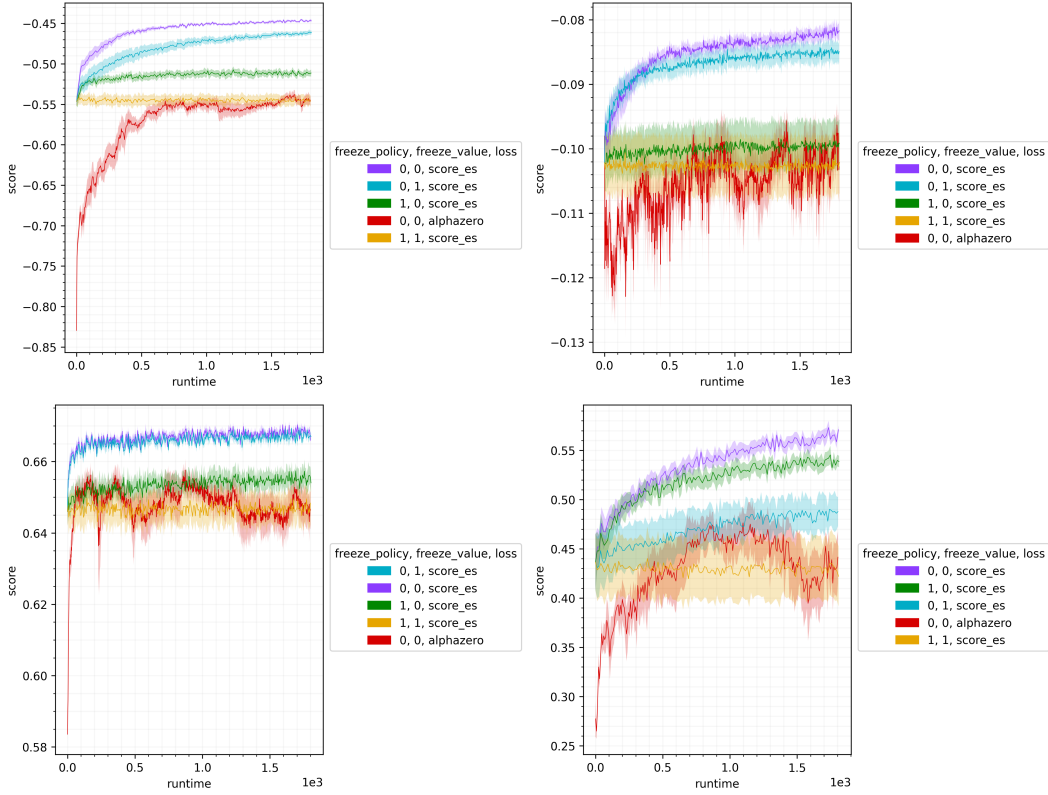 −0.45
−0.50
−0.55
−0.60
−0.65
−0.70
−0.75
−0.80
−0.85
score
0.0 0.5 1.0 1.5
1e3
runtime
freeze_policy, freeze_value, loss
0, 0, score_es
0, 1, score_es
1, 0, score_es
0, 0, alphazero
1, 1, score_es
−0.08
−0.09
−0.10
−0.11
−0.12
−0.13
score
0.0 0.5 1.0 1.5
1e3
runtime
freeze_policy, freeze_value, loss
0, 0, score_es
0, 1, score_es
1, 0, score_es
1, 1, score_es
0, 0, alphazero
0.66
0.64
0.62
0.60
0.58
score
0.0 0.5 1.0 1.5
1e3
runtime
freeze_policy, freeze_value, loss
0, 1, score_es
0, 0, score_es
1, 0, score_es
1, 1, score_es
0, 0, alphazero
0.55
0.50
0.45
0.40
0.35
0.30
0.25
score
0.0 0.5 1.0 1.5
1e3
runtime
freeze_policy, freeze_value, loss
0, 0, score_es
1, 0, score_es
0, 1, score_es
0, 0, alphazero
1, 1, score_es